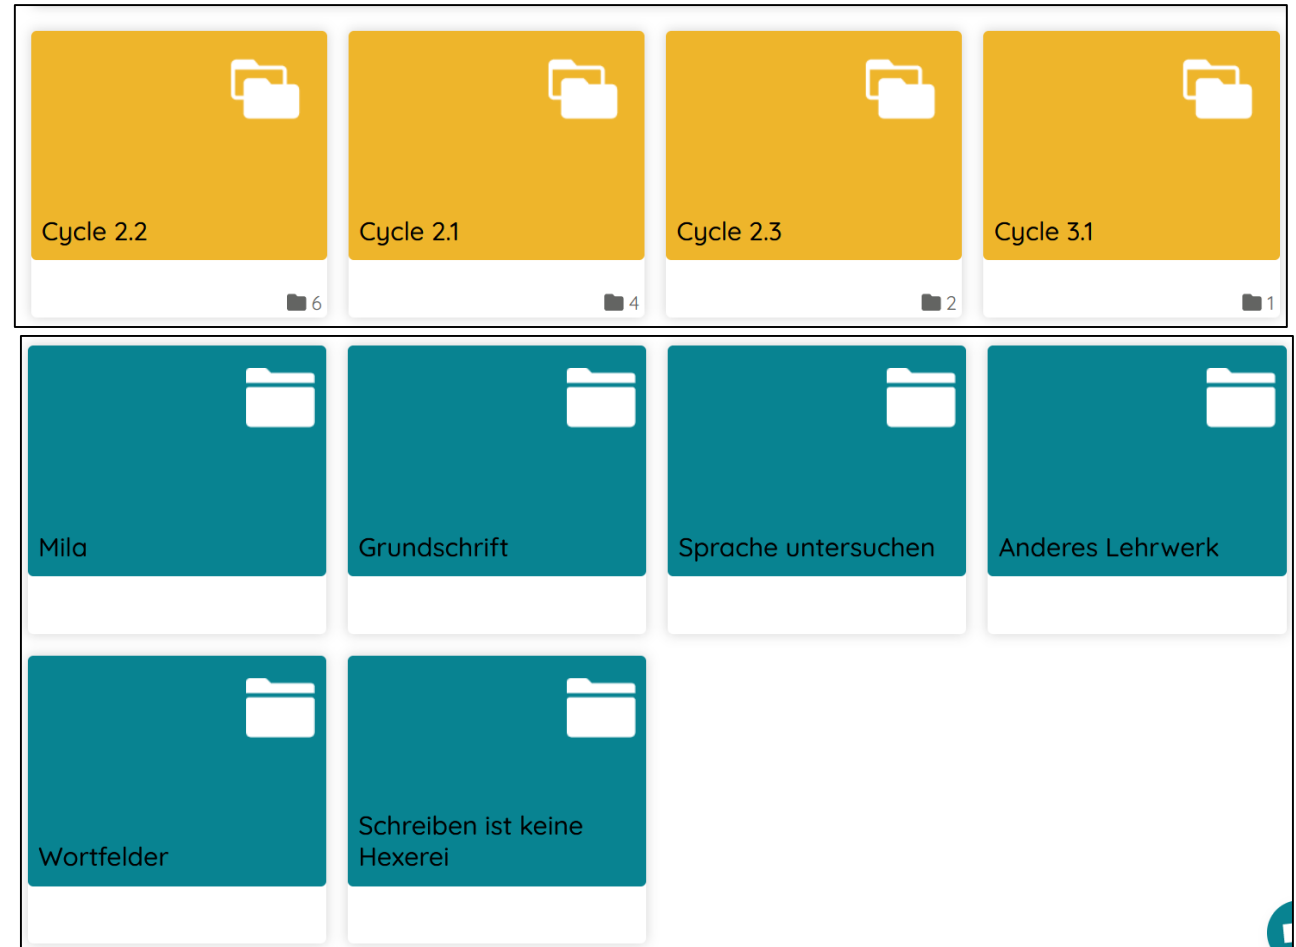 Cycle 2.2
Cycle 2.1
Cycle 2.3
Cycle 3.1
6
4
2
1
Mila
Grundschrift
Sprache untersuchen
Anderes Lehrwerk
Wortfelder
Schreiben ist keine
Hexerei